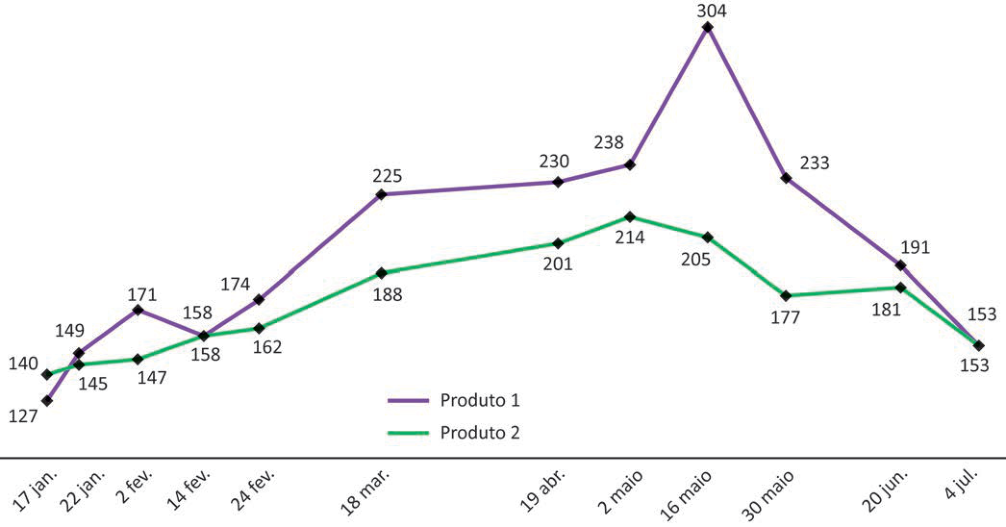 304
238
230
233
225
214
205
201
191
174
171
188
181
177
158
149
162
158
153
140
145
147
153
127
Produto 1
Produto 2
17 jan.
22 jan.
2 fev.
14 fev.
24 fev.
18 mar.
19 abr.
2 maio
16 maio
30 maio
20 jun.
4 jul.